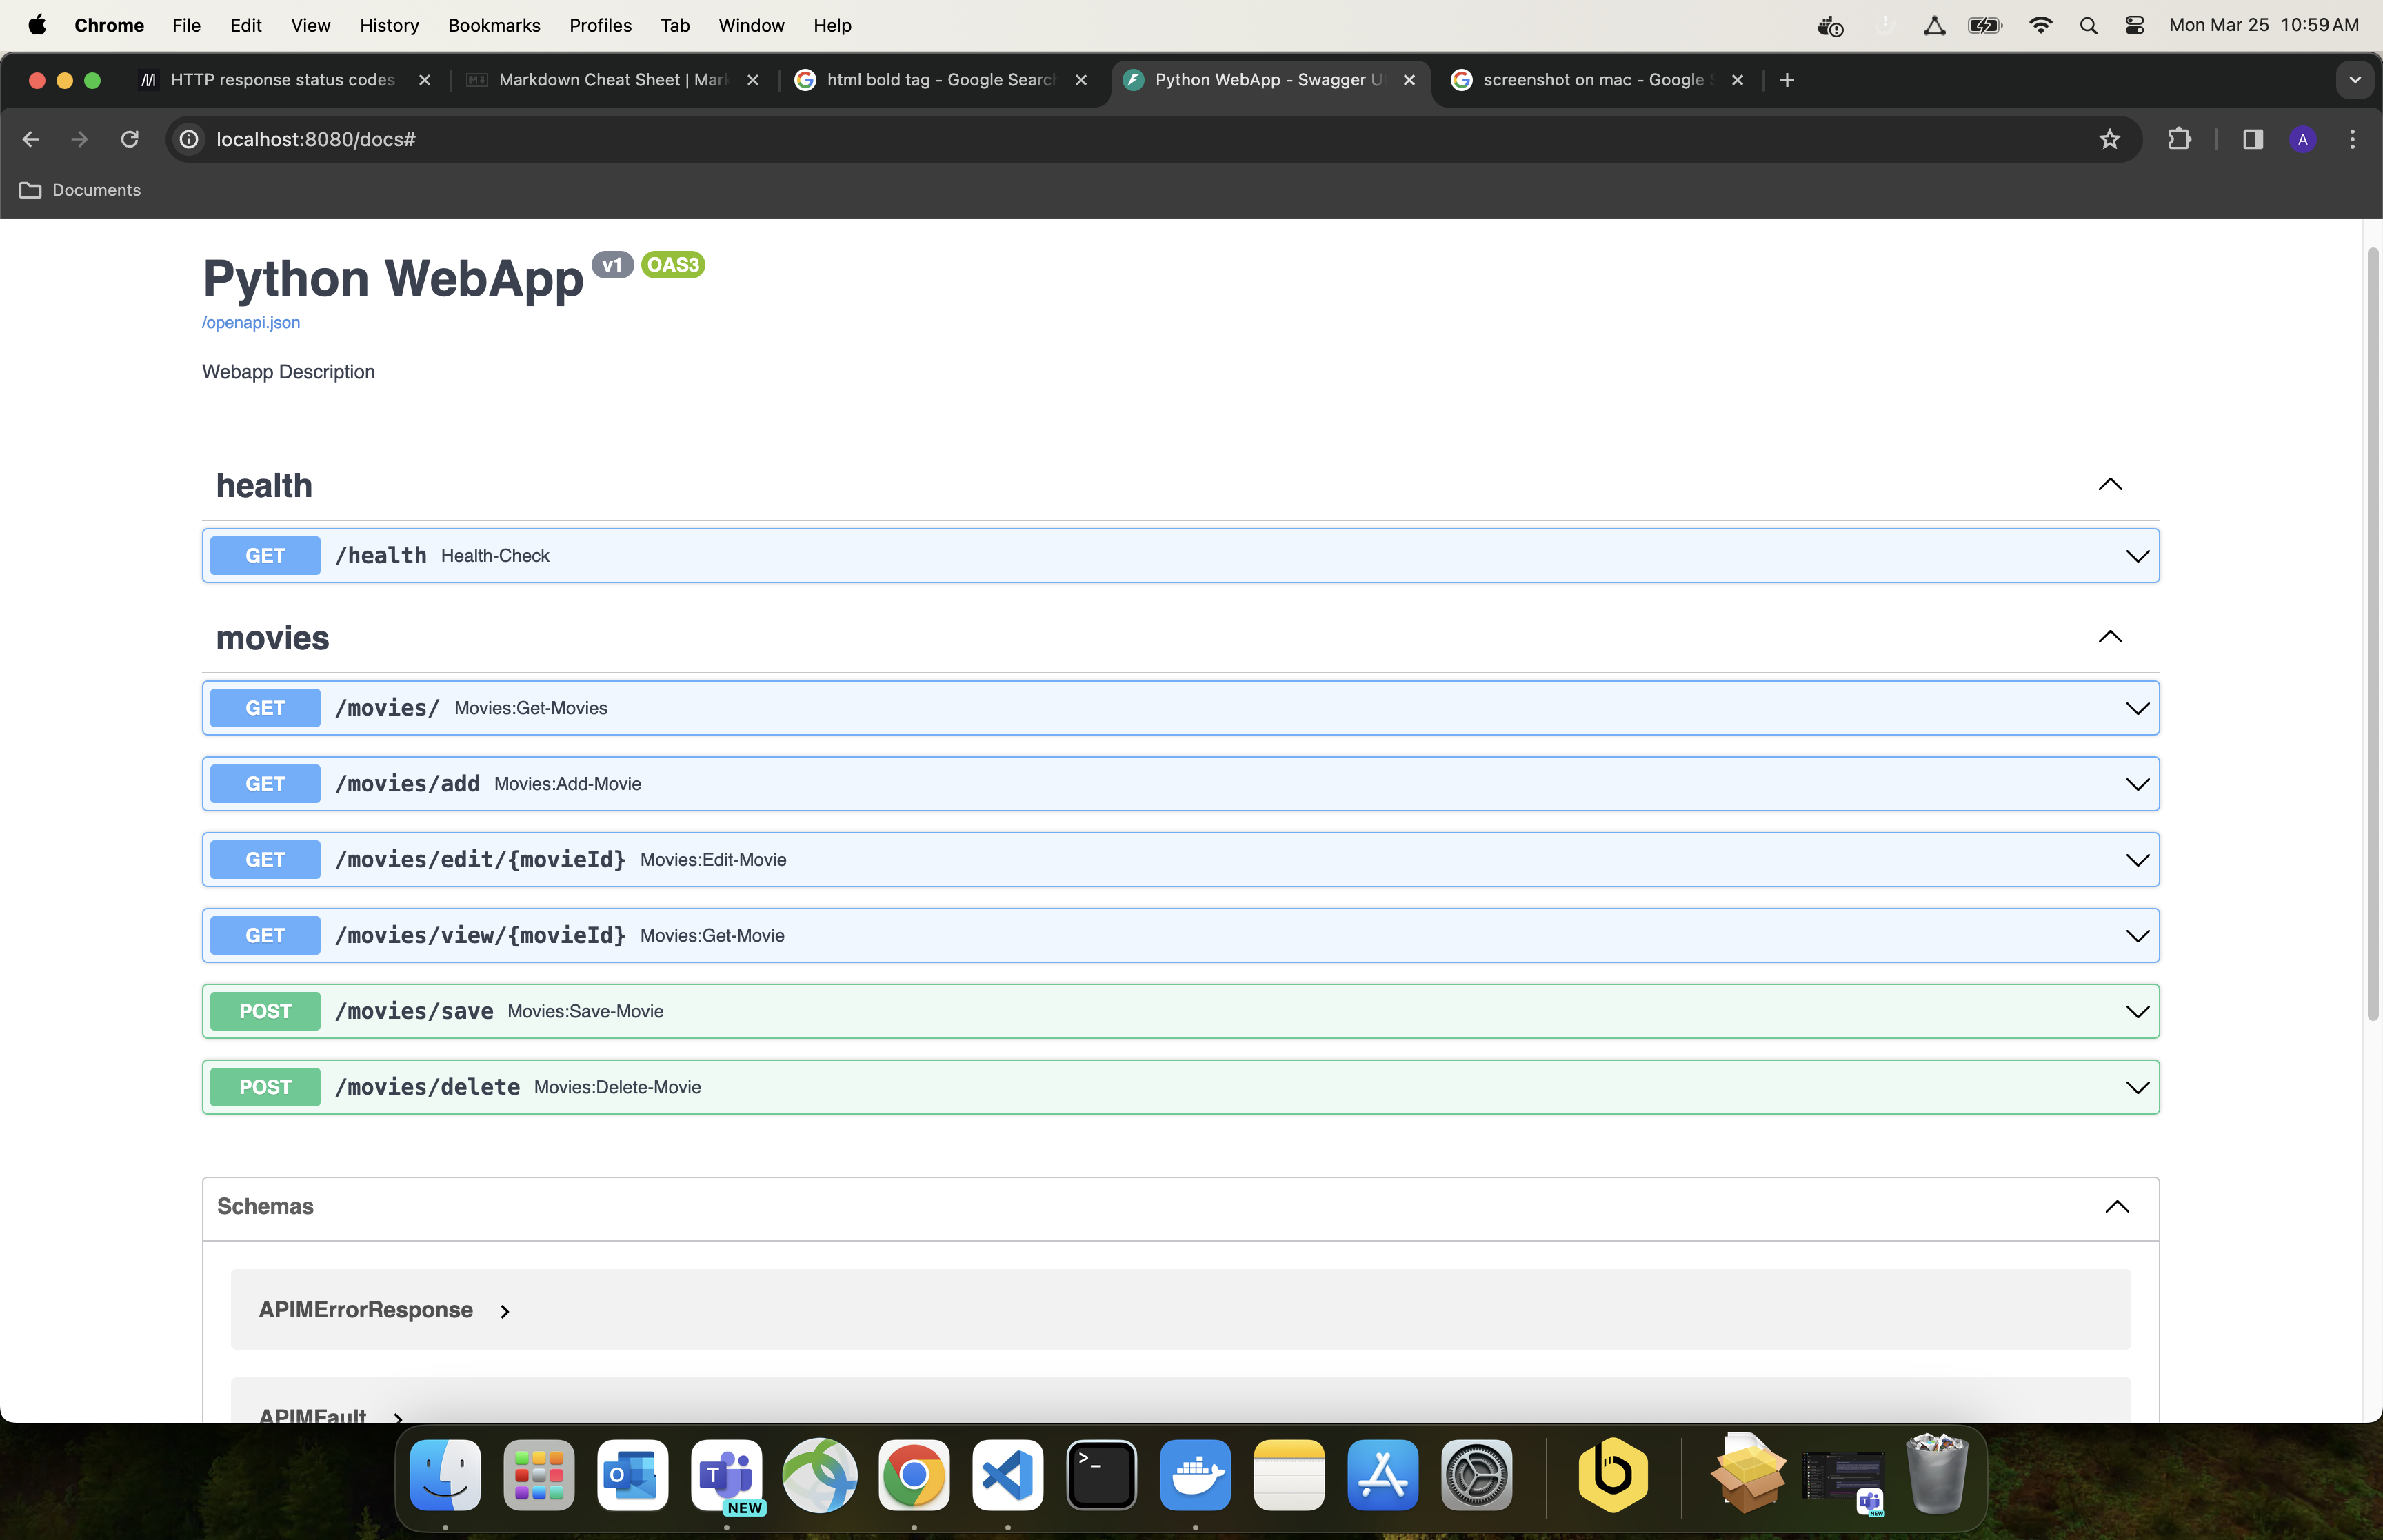 Chrome File Edit View History Bookmarks Profiles Tab Window Help Mon Mar 25 10:59 AM
HTTP response status codes Markdown Cheat Sheet | Mar html bold tag - Google Search Python WebApp - Swagger U screenshot on mac - Google S
localhost:8080/docs# A
Documents
Python WebApp v1 OAS3
/openapi.json
Webapp Description
health
GET /health Health-Check
movies
GET /movies/ Movies:Get-Movies
GET /movies/add Movies:Add-Movie
GET /movies/edit/{movieId} Movies:Edit-Movie
GET /movies/view/{movieId} Movies:Get-Movie
POST /movies/save Movies:Save-Movie
POST /movies/delete Movies:Delete-Movie
Schemas
APIMErrorResponse
APIMFault
NEW